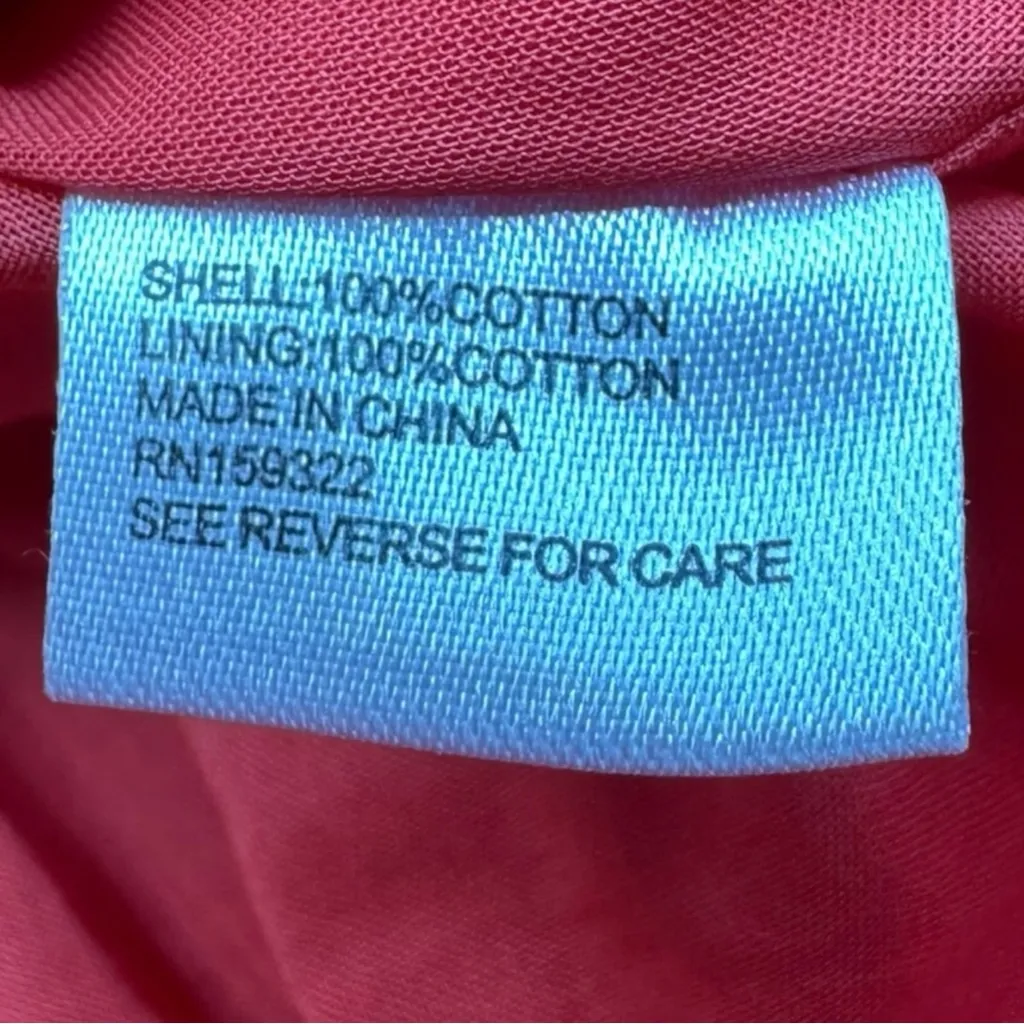 SHELL:100%COTTON
LINING:100%COTTON
MADE IN CHINA
RN159322
SEE REVERSE FOR CARE